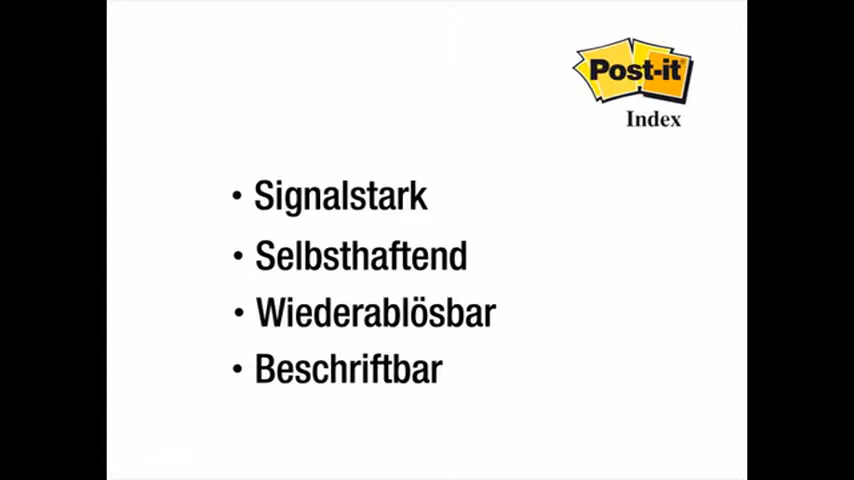 Post-it
Index
• Signalstark
• Selbsthaftend
• Wiederablösbar
• Beschriftbar